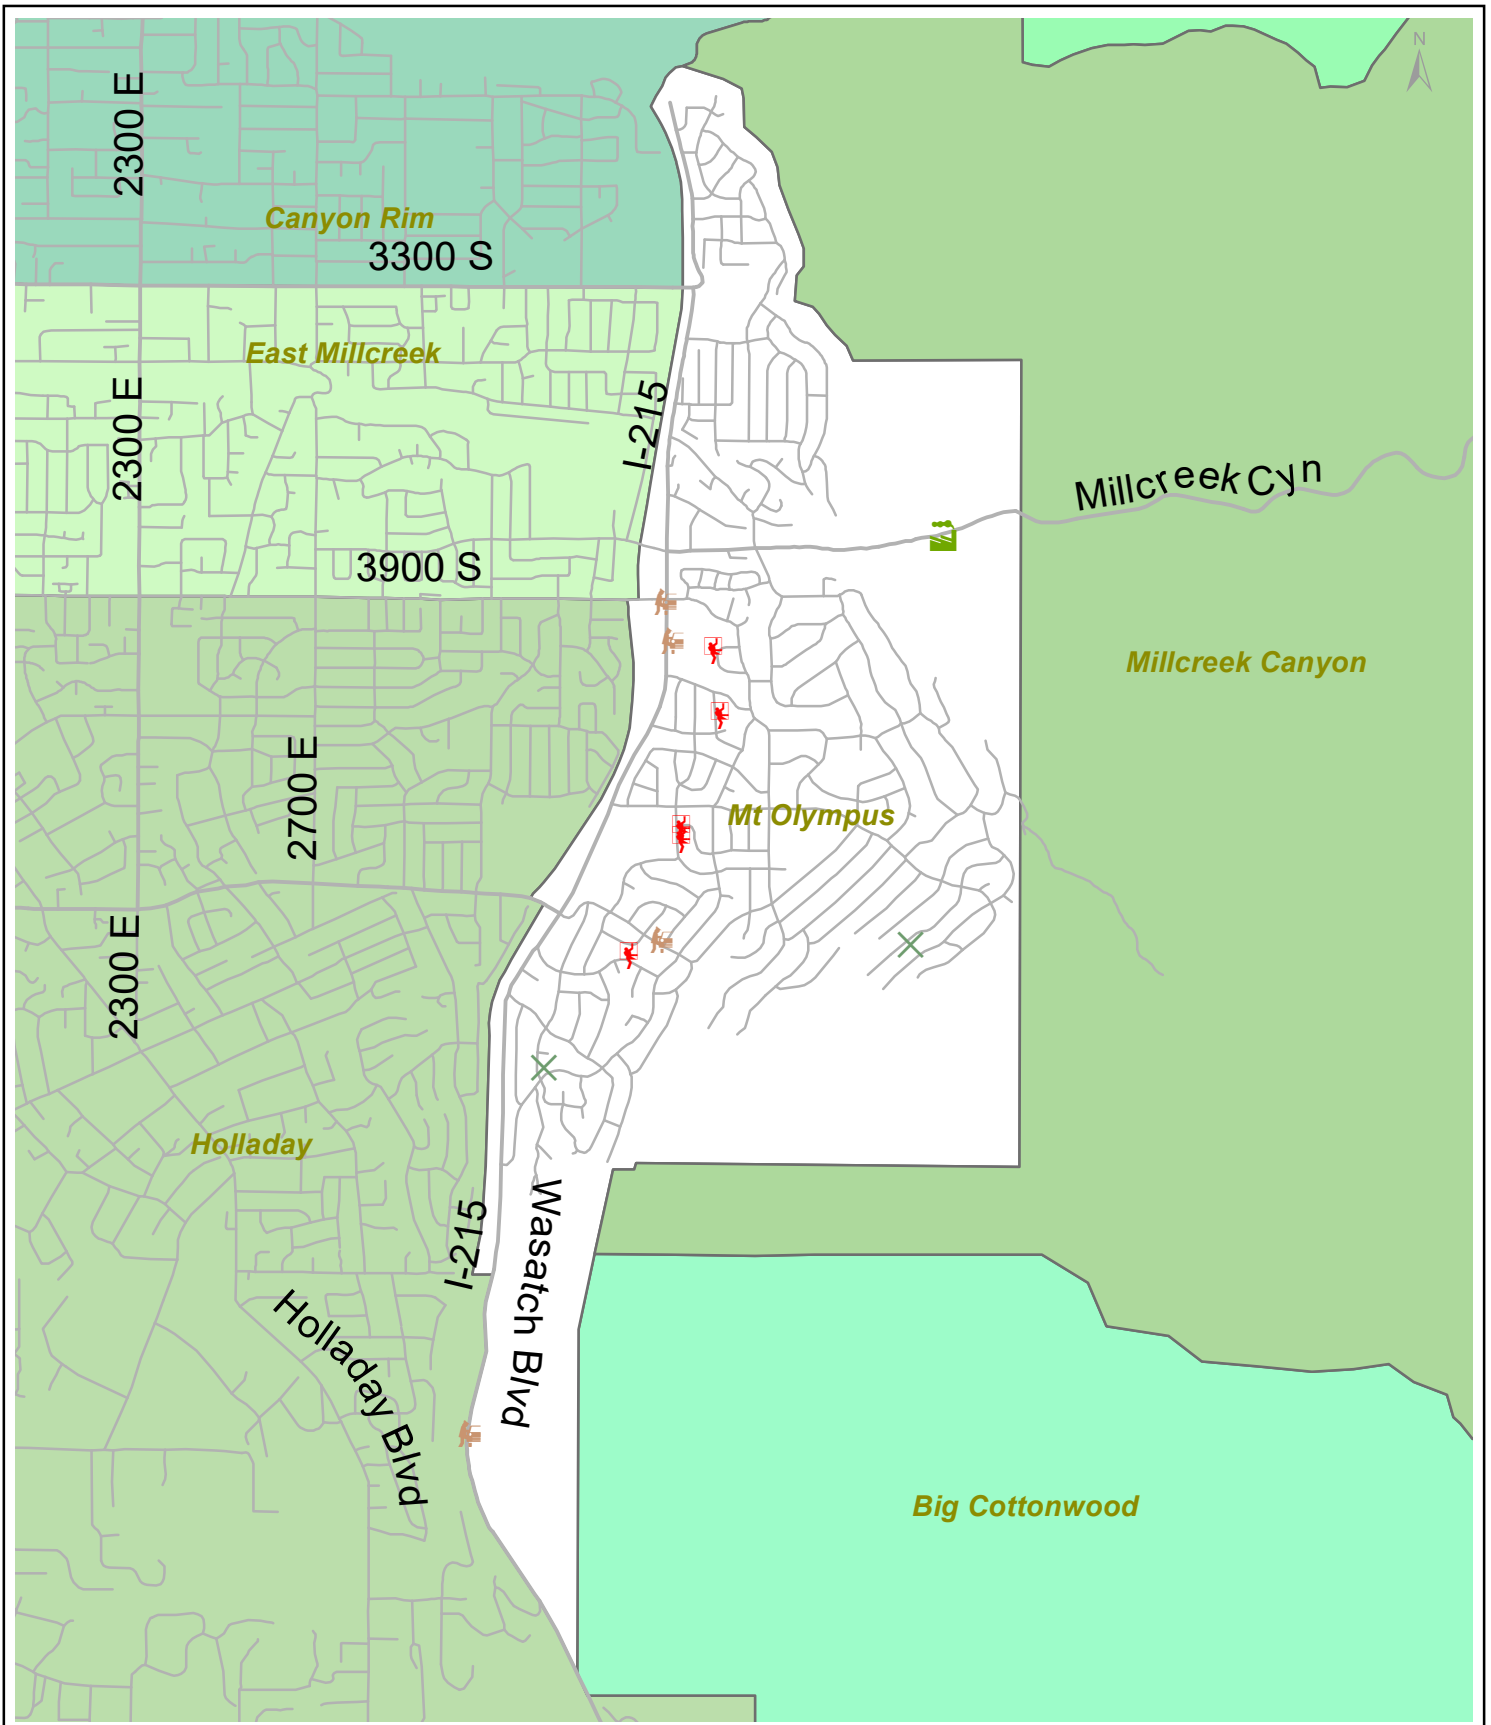 N
2300 E
Canyon Rim
3300 S
East Millcreek
I-215
2300 E
Millcreek Cyn
3900 S
Millcreek Canyon
2700 E
Mt Olympus
2300 E
Holladay
I-215
Wasatch Blvd
Holladay Blvd
Big Cottonwood